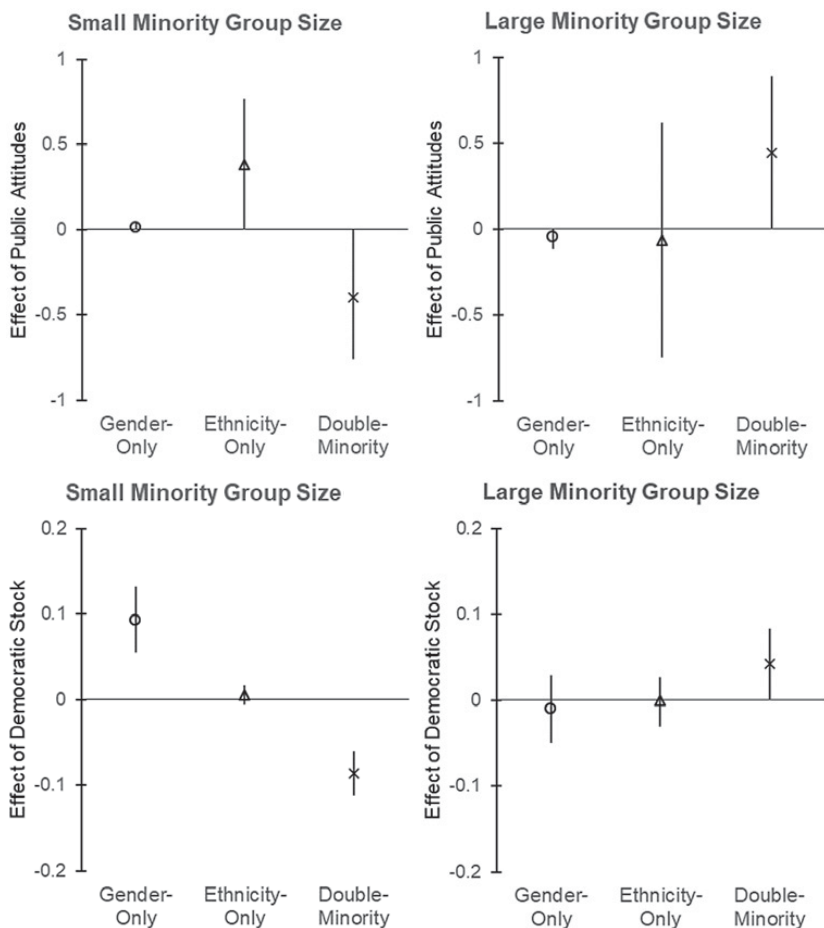 Small Minority Group Size
Effect of Public Attitudes
1
0.5
0
-0.5
-1
Gender-
Only
Ethnicity-
Only
Double-
Minority
Large Minority Group Size
Effect of Public Attitudes
1
0.5
0
-0.5
-1
Gender-
Only
Ethnicity-
Only
Double-
Minority
Small Minority Group Size
Effect of Democratic Stock
0.2
0.1
0
-0.1
-0.2
Gender-
Only
Ethnicity-
Only
Double-
Minority
Large Minority Group Size
Effect of Democratic Stock
0.2
0.1
0
-0.1
-0.2
Gender-
Only
Ethnicity-
Only
Double-
Minority